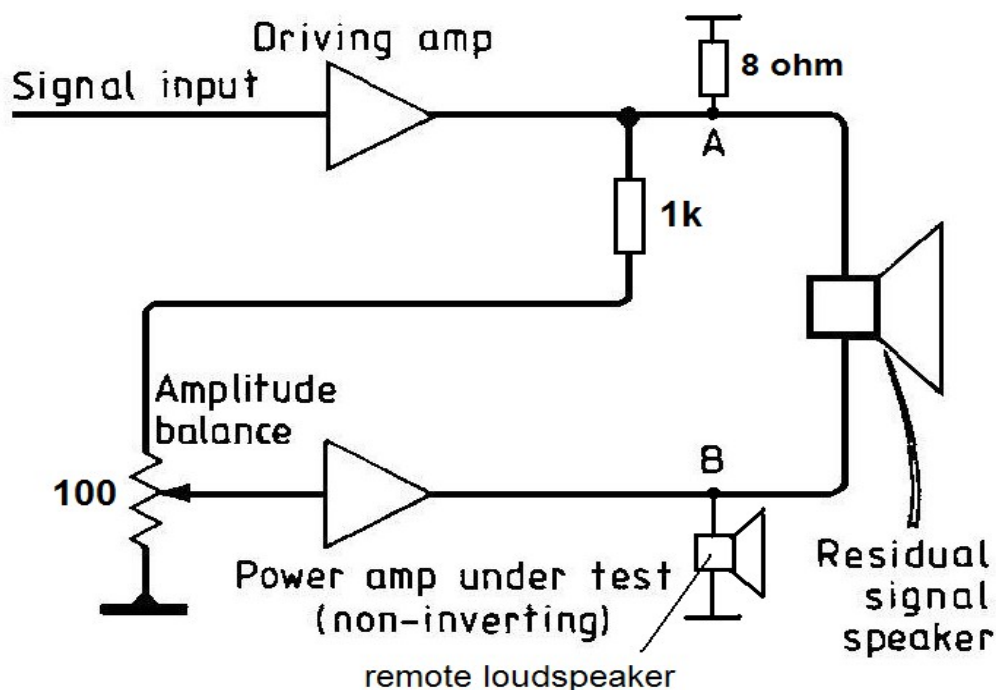 Driving amp
Signal input
8 ohm
A
1k
Amplitude
balance
100
B
Power amp under test
(non-inverting)
Residual
signal
speaker
remote loudspeaker